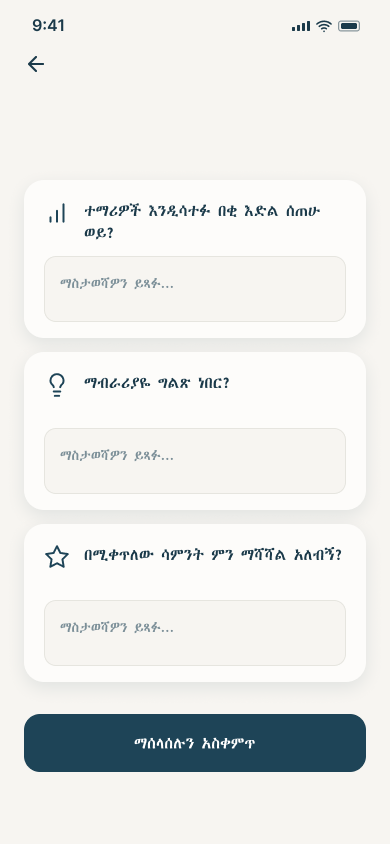 9:41
ተማሪዎች እንዲሳተፉ በቂ እድል ሰጠሁ
ወይ?
ማስታወሻዎን ይጻፉ...
ማብራሪያዬ ግልጽ ነበር?
ማስታወሻዎን ይጻፉ...
በሚቀጥለው ሳምንት ምን ማሻሻል አለብኝ?
ማስታወሻዎን ይጻፉ...
ማሰላሰሉን አስቀምጥ